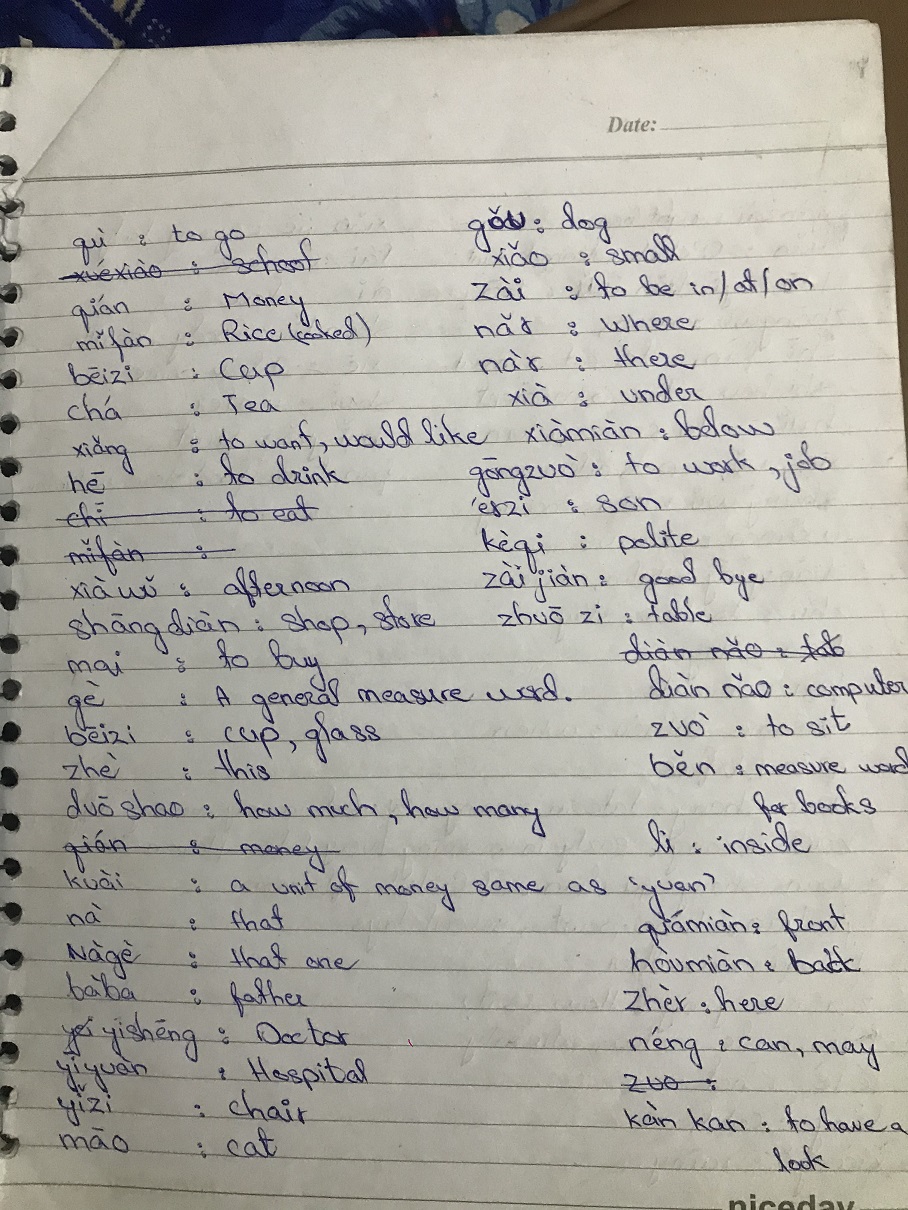 Date:
qù : to go
xuéxiào : school
qián : Money
mǐfàn : Rice (cooked)
bēizi : Cup
chá : Tea
xiǎng : to want, would like
hē : to drink
chī : to eat
mǐfàn :
xiàwǔ : afternoon
shāngdiàn : shop, store
mai : to buy
gè : A general measure word.
bēizi : cup, glass
zhè : this
duōshao : how much, how many
qián : money
kuài : a unit of money same as 'yuan'
nà : that
Nàgè : that one
bàba : father
yīshēng : Doctor
yīyuàn : Hospital
yǐzi : chair
māo : cat
gǒu : dog
xiǎo : small
zài : to be in/at/on
nǎr : where
nàr : there
xià : under
xiàmiàn : below
gōngzuò : to work, job
érzi : son
kèqi : polite
zàijiàn : good bye
zhuō zi : table
diàn nǎo : tab
diàn nǎo : computer
zuò : to sit
běn : measure word
for books
li : inside
qiámiàn : front
hòumiàn : back
zhèr : here
néng : can, may
zuo :
kàn kan : to have a
look
niceday